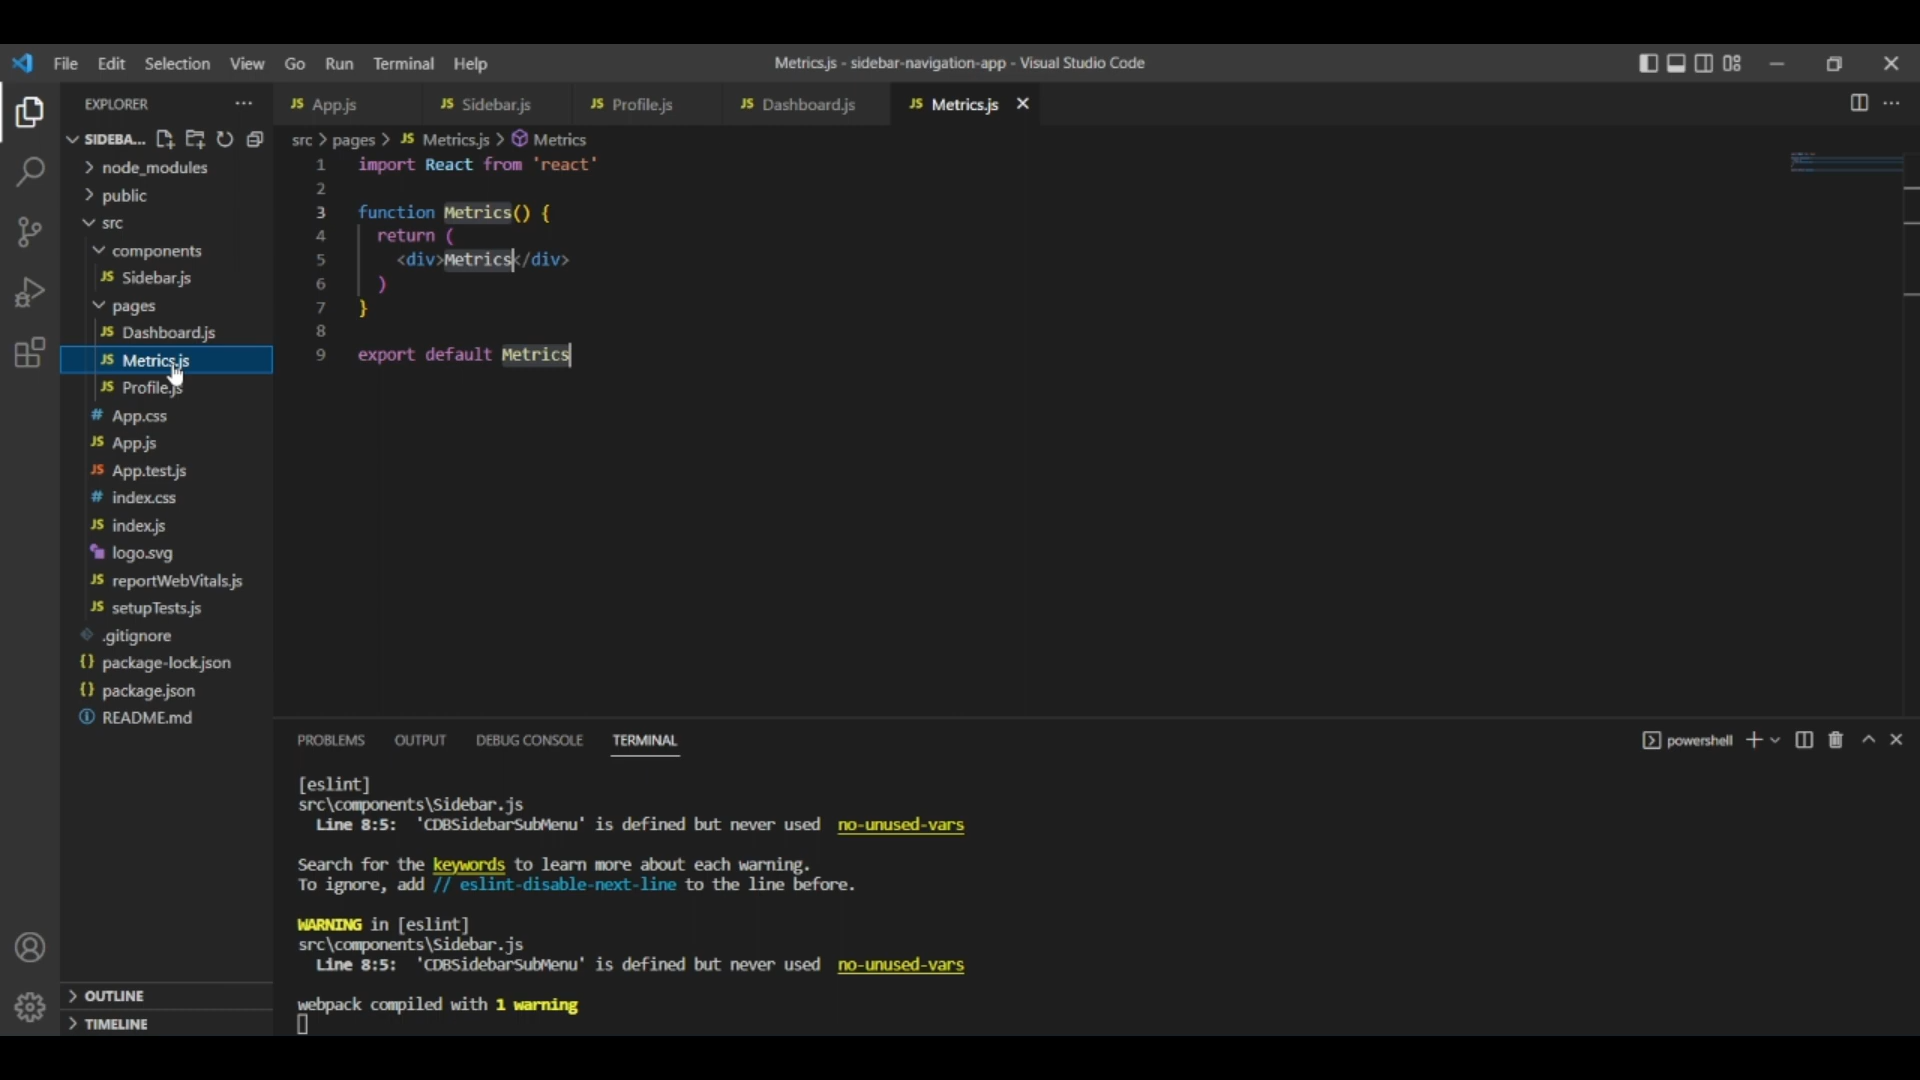 File Edit Selection View Go Run Terminal Help
Metrics.js - sidebar-navigation-app - Visual Studio Code
EXPLORER
SIDEBA...
node_modules
public
src
components
JS Sidebar.js
pages
JS Dashboard.js
JS Metrics.js
JS Profile.js
# App.css
JS App.js
JS App.test.js
# index.css
JS index.js
logo.svg
JS reportWebVitals.js
JS setupTests.js
.gitignore
{} package-lock.json
{} package.json
README.md
OUTLINE
TIMELINE
JS App.js JS Sidebar.js JS Profile.js JS Dashboard.js JS Metrics.js
src > pages > JS Metrics.js > Metrics
1 import React from 'react'
2
3 function Metrics() {
4 return (
5 <div>Metrics</div>
6 )
7 }
8
9 export default Metrics
PROBLEMS OUTPUT DEBUG CONSOLE TERMINAL
powershell
[eslint]
src\components\Sidebar.js
Line 8:5: 'CDBSidebarSubMenu' is defined but never used no-unused-vars
Search for the keywords to learn more about each warning.
To ignore, add // eslint-disable-next-line to the line before.
WARNING in [eslint]
src\components\Sidebar.js
Line 8:5: 'CDBSidebarSubMenu' is defined but never used no-unused-vars
webpack compiled with 1 warning